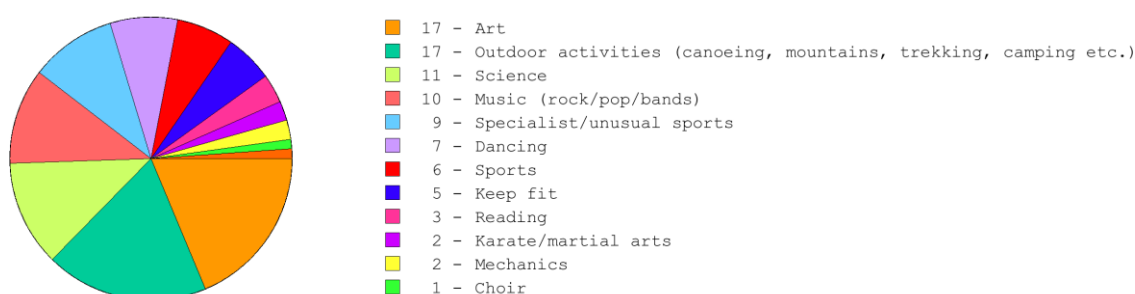 17 - Art
17 - Outdoor activities (canoeing, mountains, trekking, camping etc.)
11 - Science
10 - Music (rock/pop/bands)
9 - Specialist/unusual sports
7 - Dancing
6 - Sports
5 - Keep fit
3 - Reading
2 - Karate/martial arts
2 - Mechanics
1 - Choir